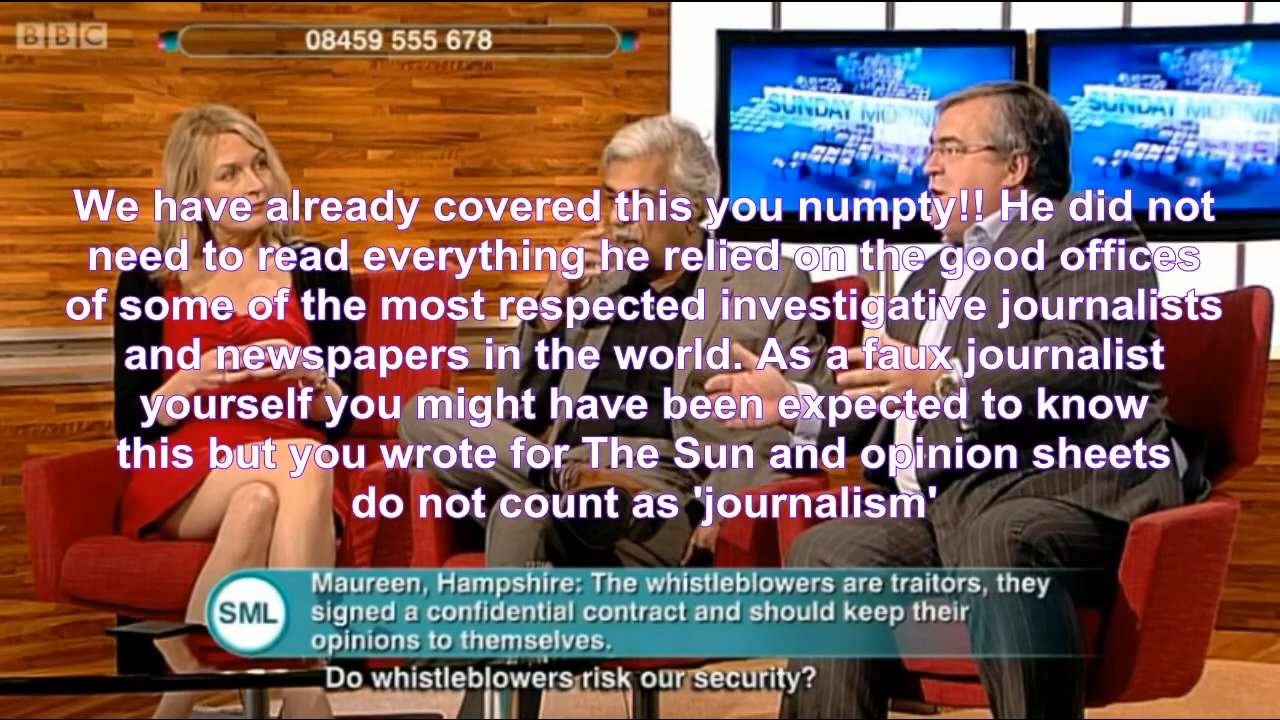 BBC
08459 555 678
SUNDAY MORNIN
SUNDAY MORNIN
We have already covered this you numpty!! He did not
need to read everything he relied on the good offices
of some of the most respected investigative journalists
and newspapers in the world. As a faux journalist
yourself you might have been expected to know
this but you wrote for The Sun and opinion sheets
do not count as 'journalism'
SML
Maureen, Hampshire: The whistleblowers are traitors, they
signed a confidential contract and should keep their
opinions to themselves.
Do whistleblowers risk our security?